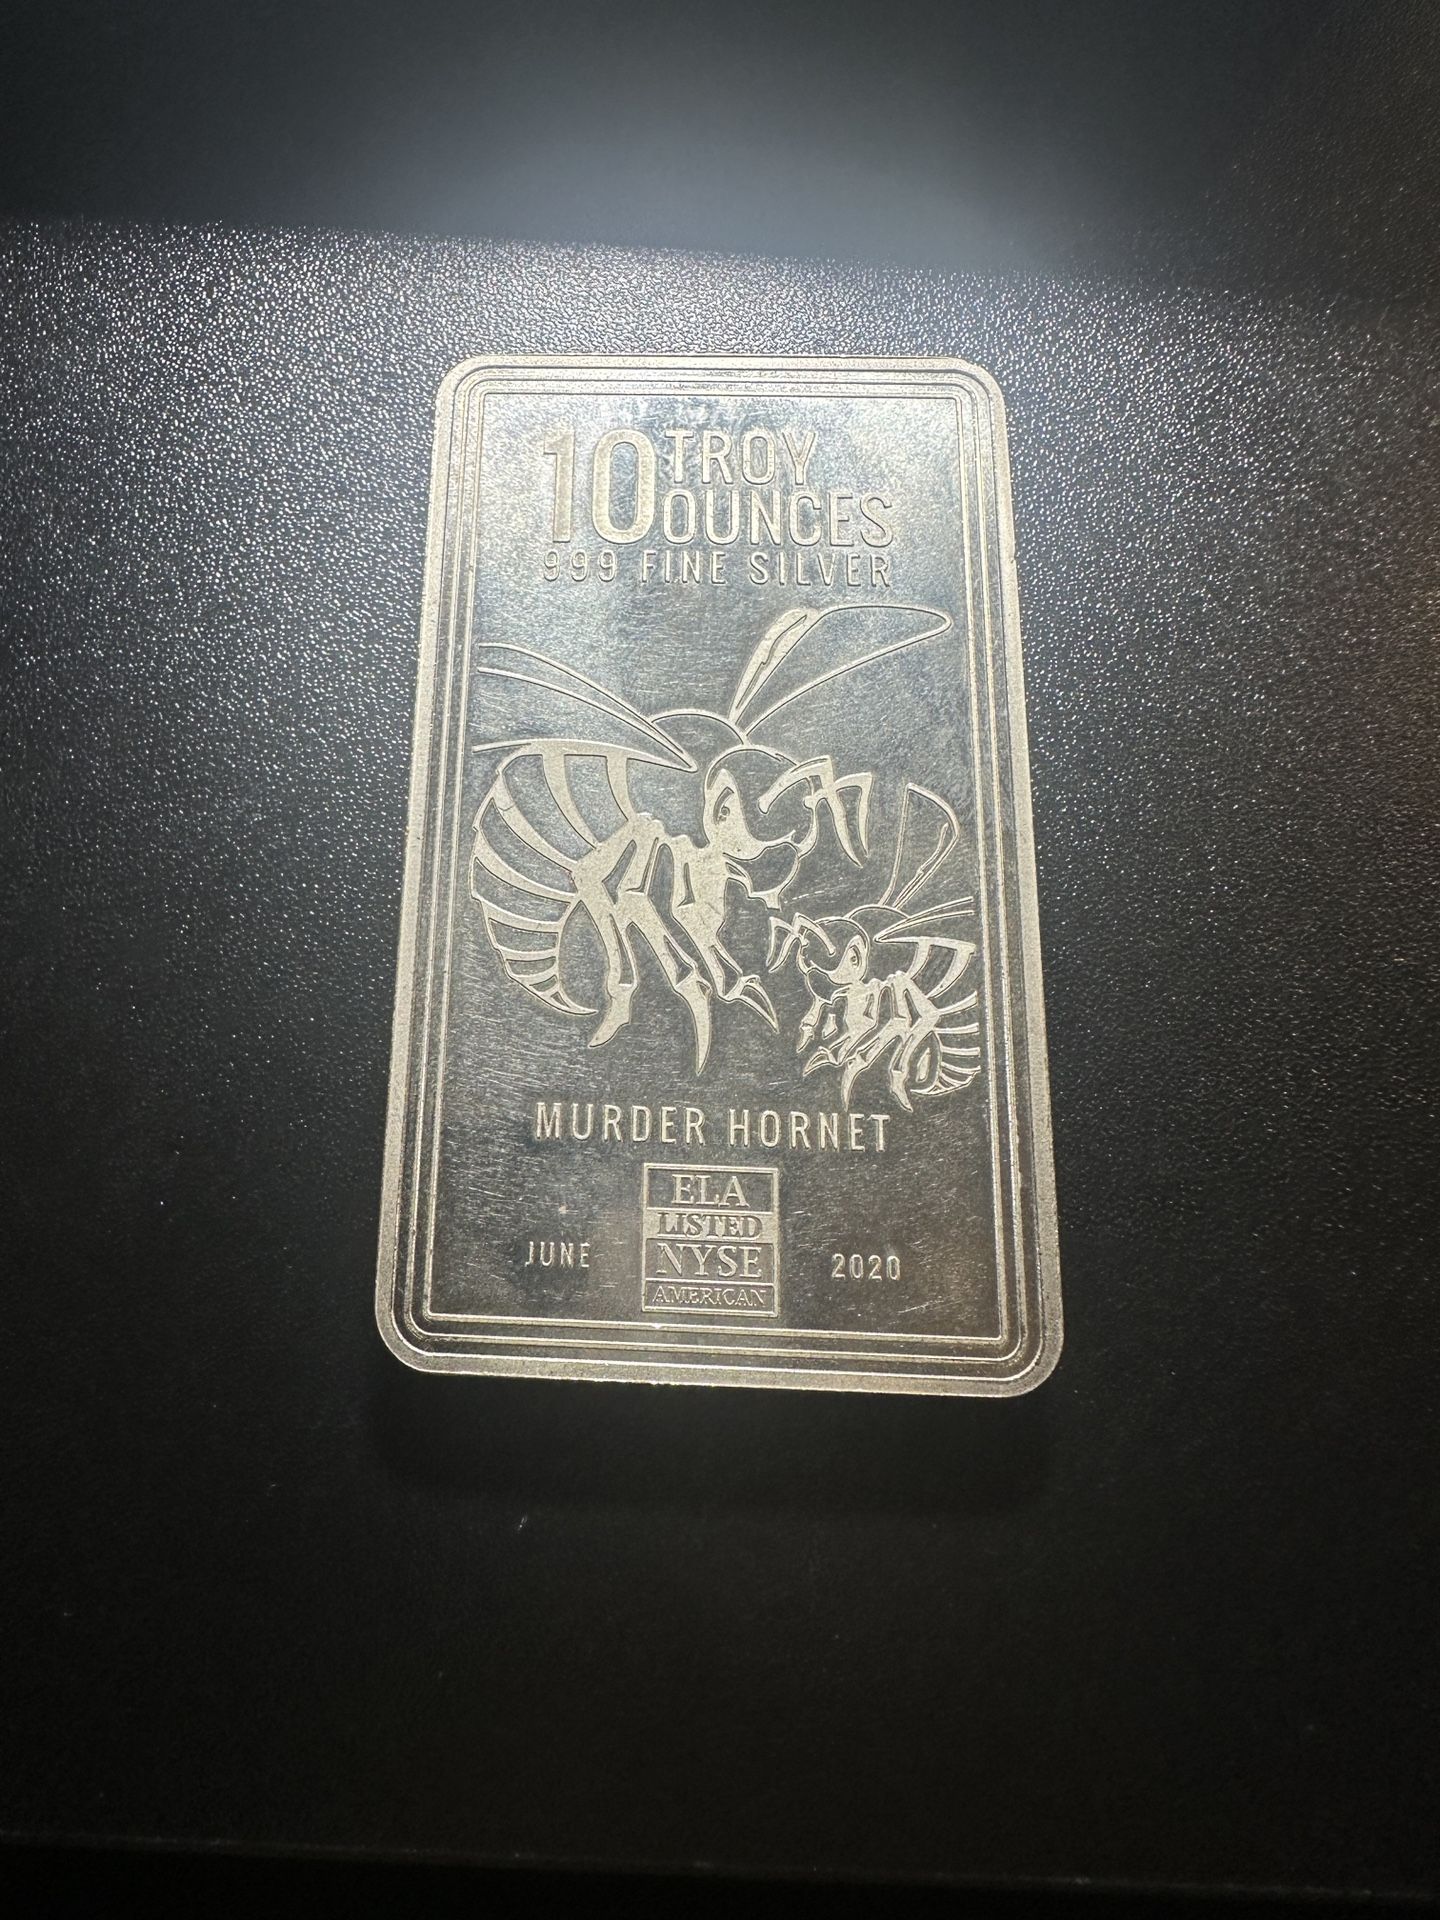 10 TROY
OUNCES
999 FINE SILVER
MURDER HORNET
ELA
LISTED
NYSE
AMERICAN
JUNE
2020